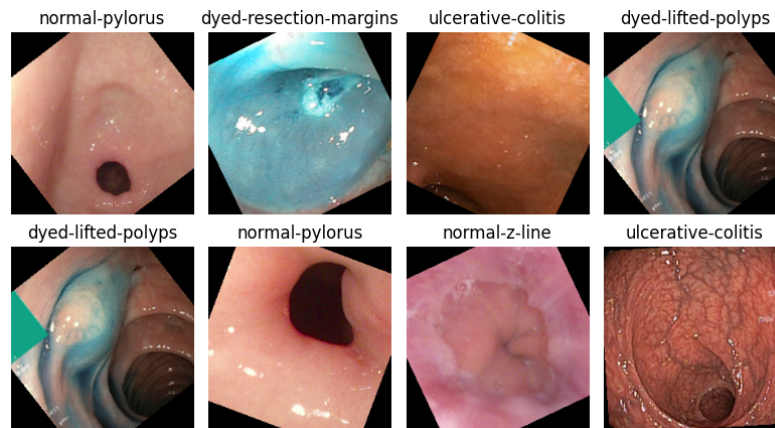 normal-pylorus
dyed-resection-margins
ulcerative-colitis
dyed-lifted-polyps
dyed-lifted-polyps
normal-pylorus
normal-z-line
ulcerative-colitis